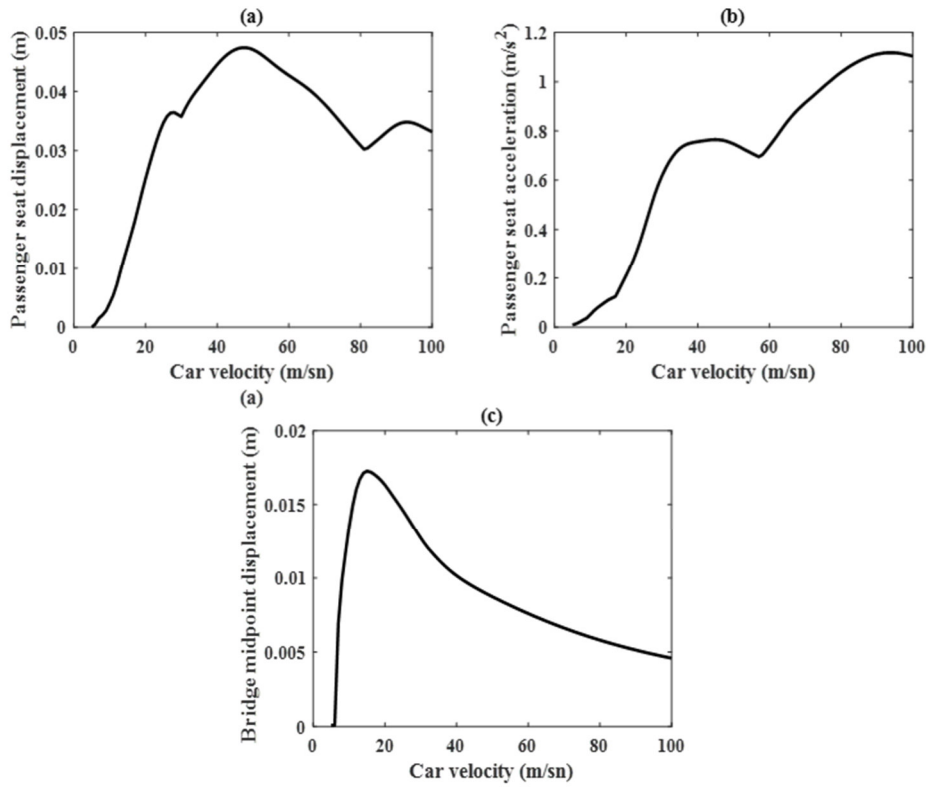 (a)
Passenger seat displacement (m)
0.05
0.04
0.03
0.02
0.01
0
0 20 40 60 80 100
Car velocity (m/sn)
(b)
Passenger seat acceleration (m/s²)
1.2
1
0.8
0.6
0.4
0.2
0
0 20 40 60 80 100
Car velocity (m/sn)
(a)
(c)
Bridge midpoint displacement (m)
0.02
0.015
0.01
0.005
0
0 20 40 60 80 100
Car velocity (m/sn)